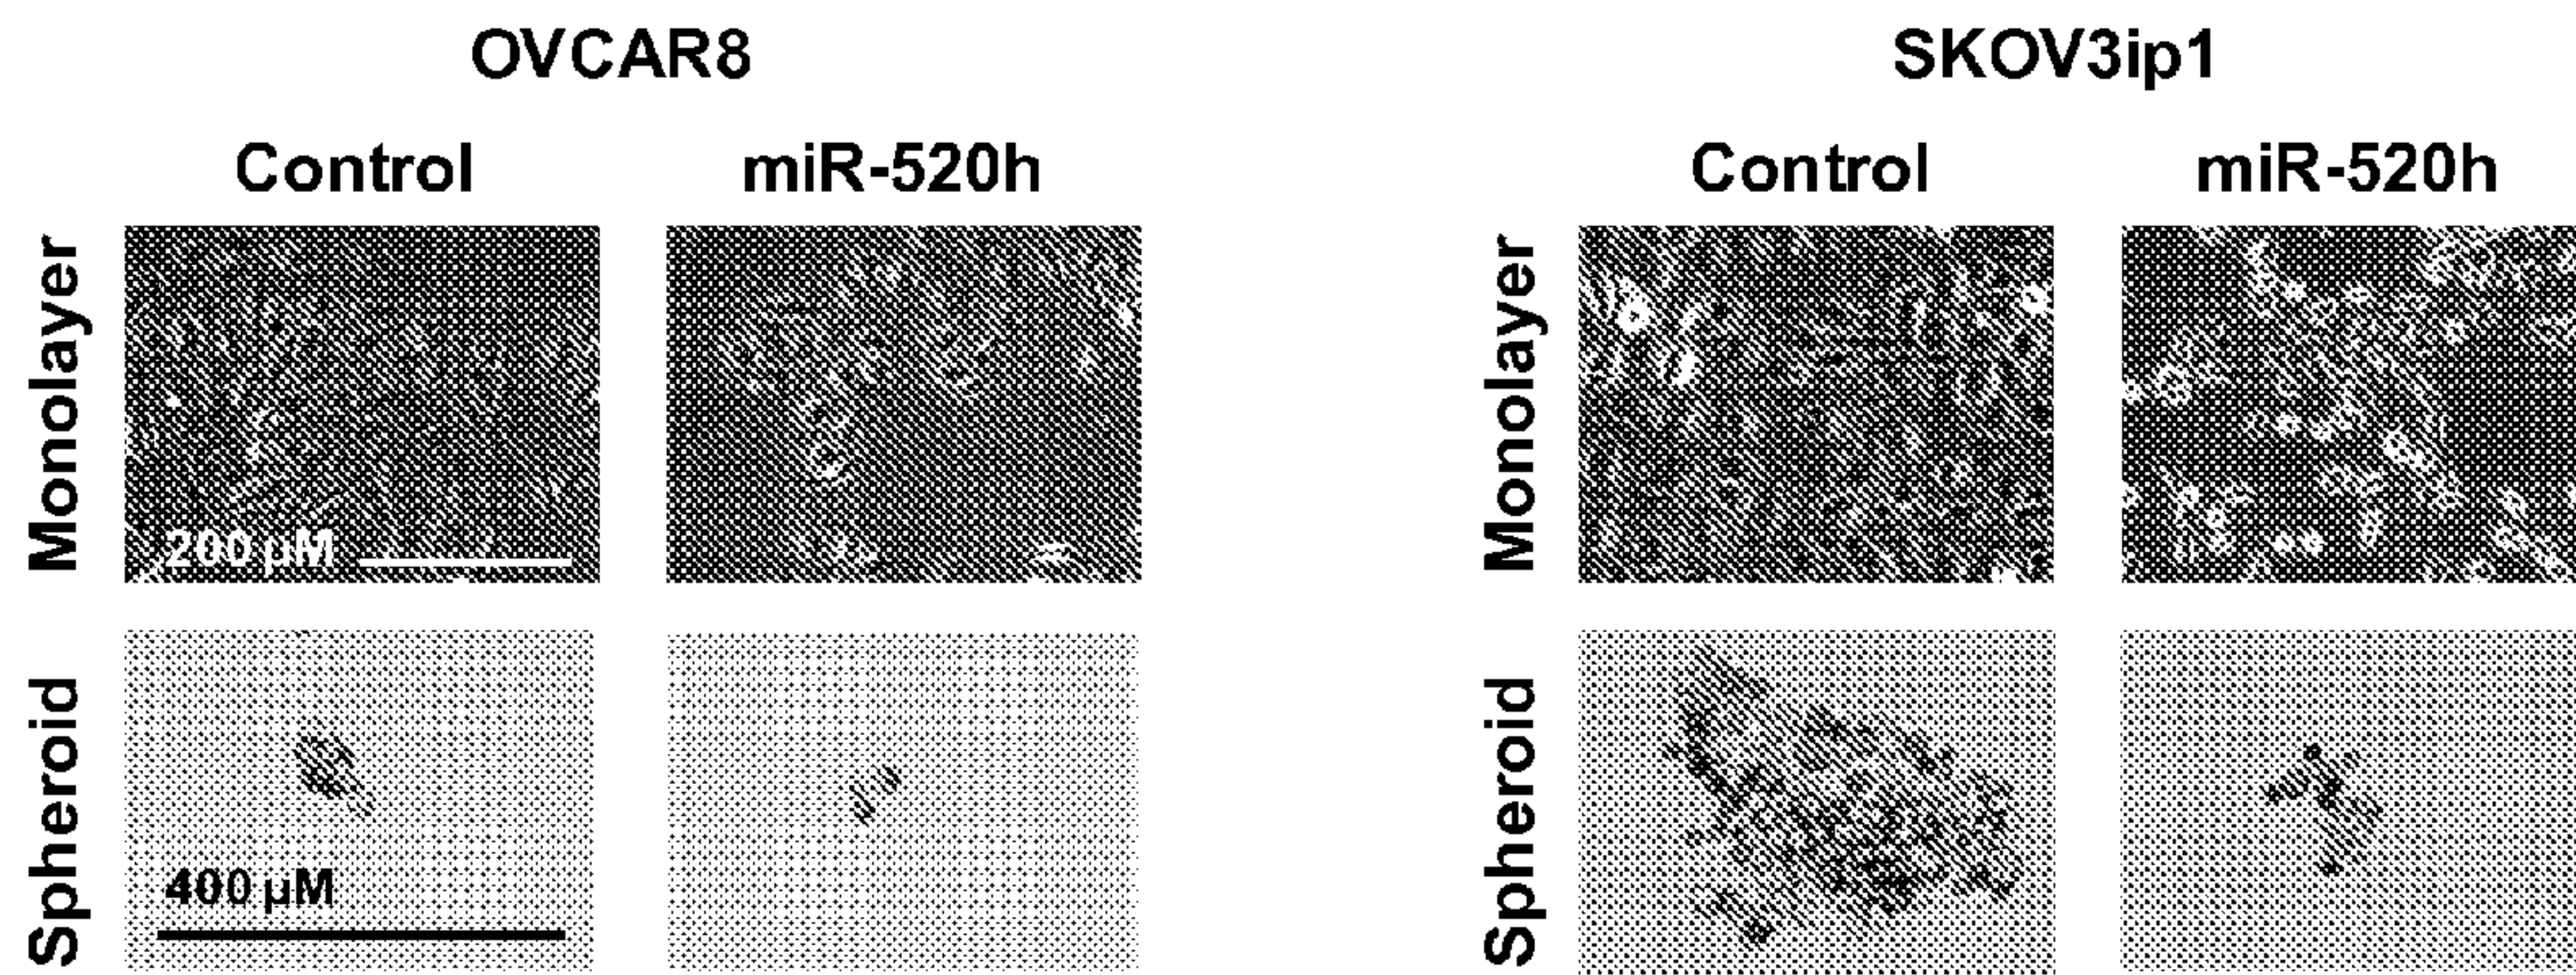 OVCAR8
SKOV3ip1
Control
miR-520h
Control
miR-520h
Monolayer
200 µM
Monolayer
Spheroid
400 µM
Spheroid